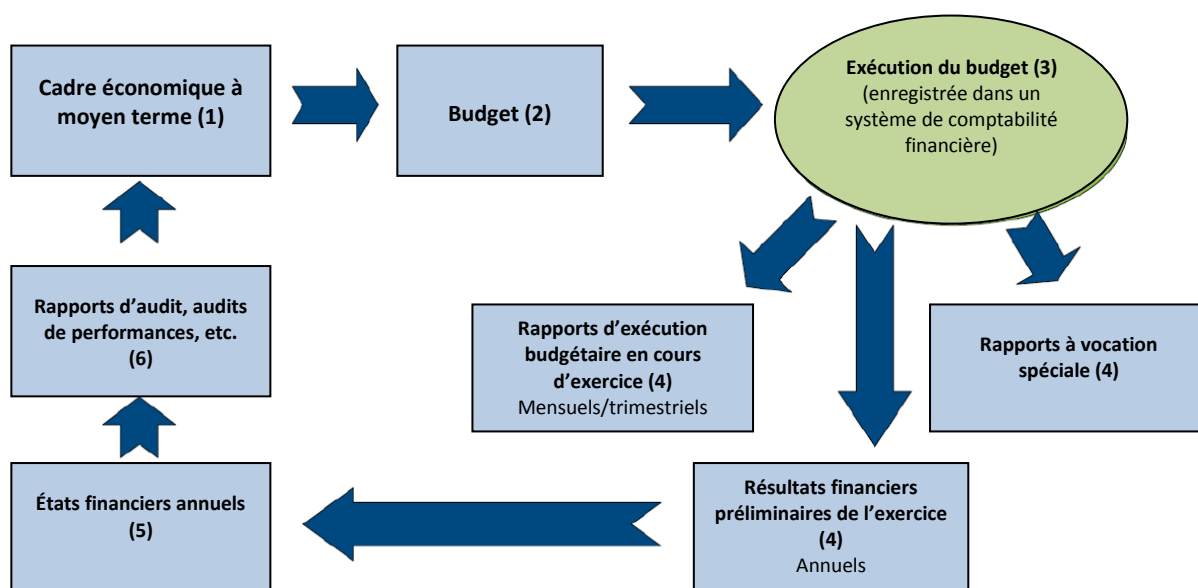 Cadre économique à
moyen terme (1)
Budget (2)
Exécution du budget (3)
(enregistrée dans un
système de comptabilité
financière)
Rapports d'audit, audits
de performances, etc.
(6)
Rapports d'exécution
budgétaire en cours
d'exercice (4)
Mensuels/trimestriels
Rapports à vocation
spéciale (4)
États financiers annuels
(5)
Résultats financiers
préliminaires de l'exercice
(4)
Annuels